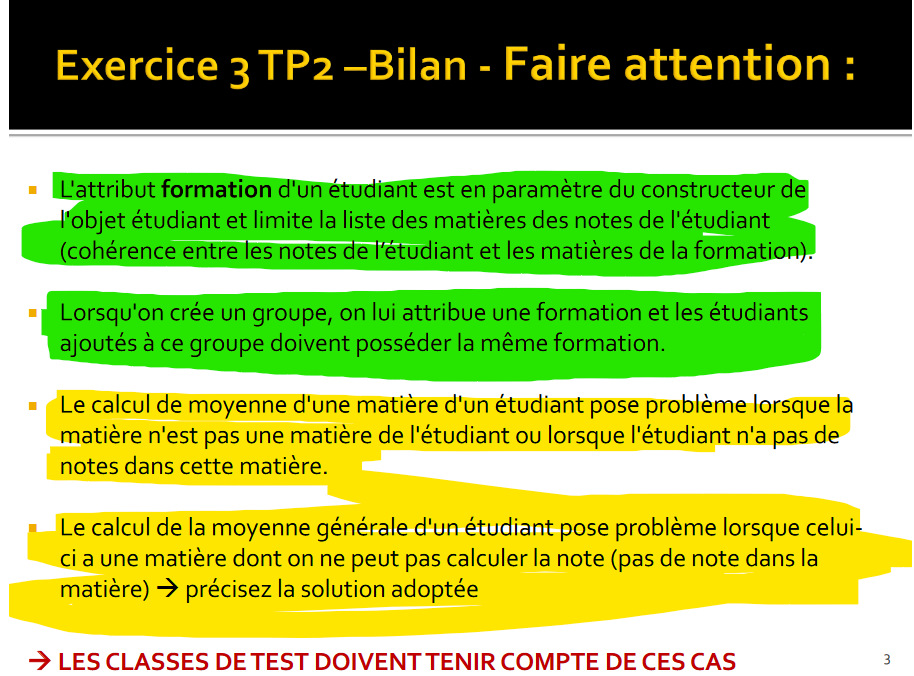 Exercice 3 TP2 –Bilan - Faire attention :
L'attribut formation d'un étudiant est en paramètre du constructeur de
l'objet étudiant et limite la liste des matières des notes de l'étudiant
(cohérence entre les notes de l’étudiant et les matières de la formation).
Lorsqu'on crée un groupe, on lui attribue une formation et les étudiants
ajoutés à ce groupe doivent posséder la même formation.
Le calcul de moyenne d'une matière d'un étudiant pose problème lorsque la
matière n'est pas une matière de l'étudiant ou lorsque l'étudiant n'a pas de
notes dans cette matière.
Le calcul de la moyenne générale d'un étudiant pose problème lorsque celui-
ci a une matière dont on ne peut pas calculer la note (pas de note dans la
matière) → précisez la solution adoptée
→ LES CLASSES DE TEST DOIVENT TENIR COMPTE DE CES CAS
3